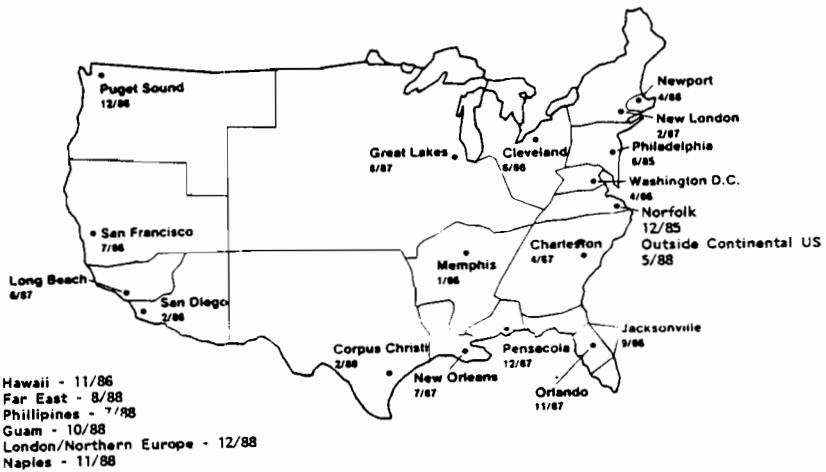 Puget Sound
12/86
Newport
4/86
New London
2/87
Philadelphia
6/85
Great Lakes
8/87
Cleveland
6/86
Washington D.C.
4/86
Norfolk
12/85
Outside Continental US
5/88
San Francisco
7/86
Charleston
4/87
Memphis
1/86
Long Beach
6/87
San Diego
2/86
Jacksonville
9/86
Corpus Christi
2/88
Pensacola
12/87
New Orleans
7/87
Orlando
11/87
Hawaii - 11/86
Far East - 8/88
Phillipines - 7/88
Guam - 10/88
London/Northern Europe - 12/88
Naples - 11/88